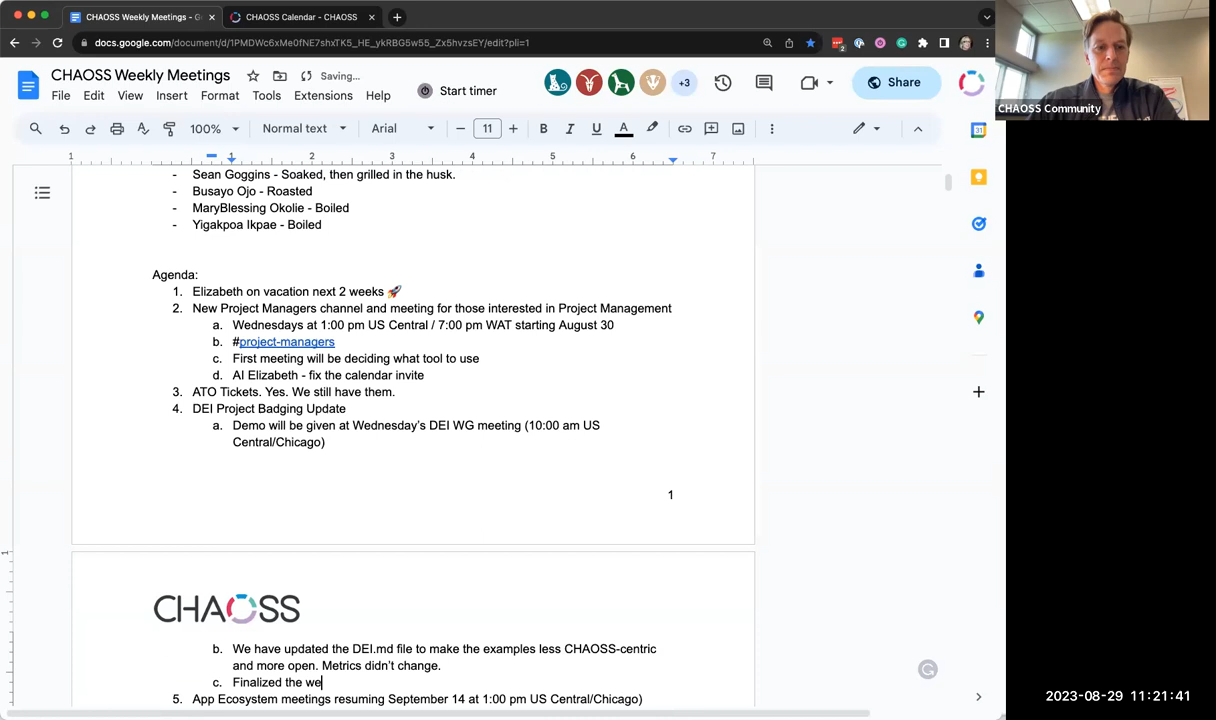 CHAOSS Weekly Meetings - G
CHAOSS Calendar - CHAOSS
docs.google.com/document/d/1PMDWc6xMe0fNE7shxTK5_HE_ykRBG5w55_Zx5hvzsEY/edit?pli=1
CHAOSS Weekly Meetings
Saving...
File Edit View Insert Format Tools Extensions Help
Start timer
+3
Share
CHAOSS Community
100% Normal text Arial 11 B I U A
1 1 2 3 4 5 6 7
- Sean Goggins - Soaked, then grilled in the husk.
- Busayo Ojo - Roasted
- MaryBlessing Okolie - Boiled
- Yigakpoa Ikpae - Boiled
Agenda:
1. Elizabeth on vacation next 2 weeks 🚀
2. New Project Managers channel and meeting for those interested in Project Management
a. Wednesdays at 1:00 pm US Central / 7:00 pm WAT starting August 30
b. #project-managers
c. First meeting will be deciding what tool to use
d. AI Elizabeth - fix the calendar invite
3. ATO Tickets. Yes. We still have them.
4. DEI Project Badging Update
a. Demo will be given at Wednesday's DEI WG meeting (10:00 am US
Central/Chicago)
1
CHAOSS
b. We have updated the DEI.md file to make the examples less CHAOSS-centric
and more open. Metrics didn't change.
c. Finalized the we
5. App Ecosystem meetings resuming September 14 at 1:00 pm US Central/Chicago)
2023-08-29 11:21:41